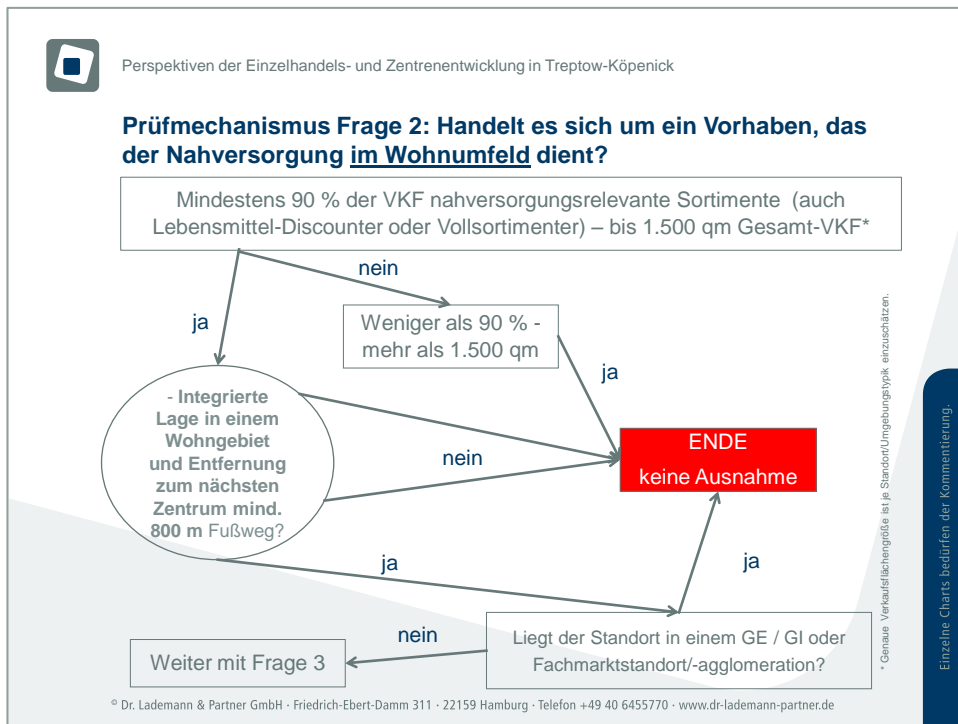 Perspektiven der Einzelhandels- und Zentrenentwicklung in Treptow-Köpenick
Prüfmechanismus Frage 2: Handelt es sich um ein Vorhaben, das
der Nahversorgung im Wohnumfeld dient?
Mindestens 90 % der VKF nahversorgungsrelevante Sortimente (auch
Lebensmittel-Discounter oder Vollsortimenter) – bis 1.500 qm Gesamt-VKF*
nein
ja
Weniger als 90 % -
mehr als 1.500 qm
ja
- Integrierte
Lage in einem
Wohngebiet
und Entfernung
zum nächsten
Zentrum mind.
800 m Fußweg?
nein
ENDE
keine Ausnahme
ja
ja
nein
Liegt der Standort in einem GE / GI oder
Fachmarktstandort/-agglomeration?
Weiter mit Frage 3
* Genaue Verkaufsflächengröße ist je Standort/Umgebungstypik einzuschätzen.
Einzelne Charts bedürfen der Kommentierung.
© Dr. Lademann & Partner GmbH · Friedrich-Ebert-Damm 311 · 22159 Hamburg · Telefon +49 40 6455770 · www.dr-lademann-partner.de